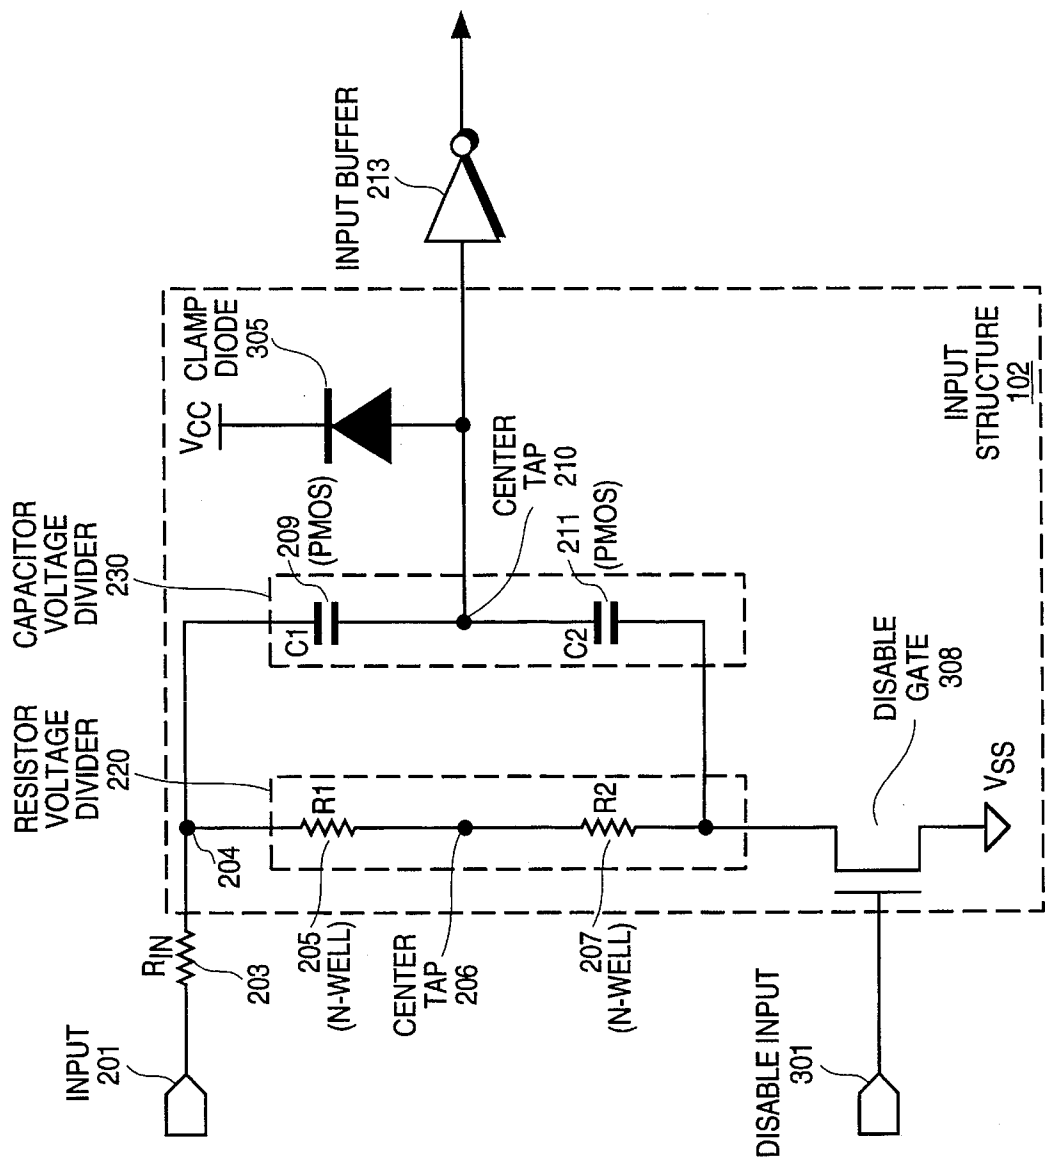 INPUT
201
RIN
203
204
RESISTOR
VOLTAGE
DIVIDER
220
R1
205
(N-WELL)
CENTER
TAP
206
R2
207
(N-WELL)
CAPACITOR
VOLTAGE
DIVIDER
230
C1
209
(PMOS)
CENTER
TAP
210
C2
211
(PMOS)
VCC
CLAMP
DIODE
305
INPUT BUFFER
213
DISABLE INPUT
301
DISABLE
GATE
308
VSS
INPUT
STRUCTURE
102